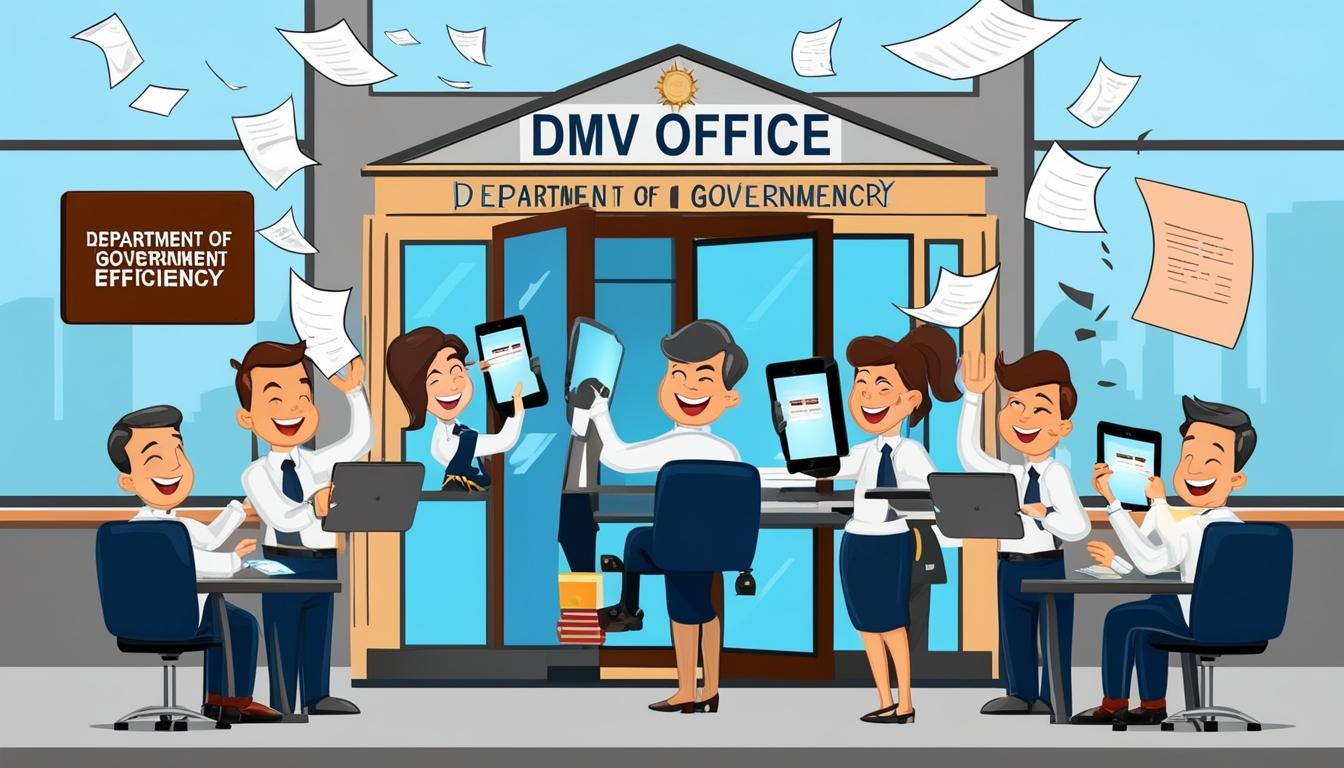 DMV OFFICE
DEPARTMENT OF GOVERNMENCRY
DEPARTMENT OF
GOVERNMENT
EFFICIENCY